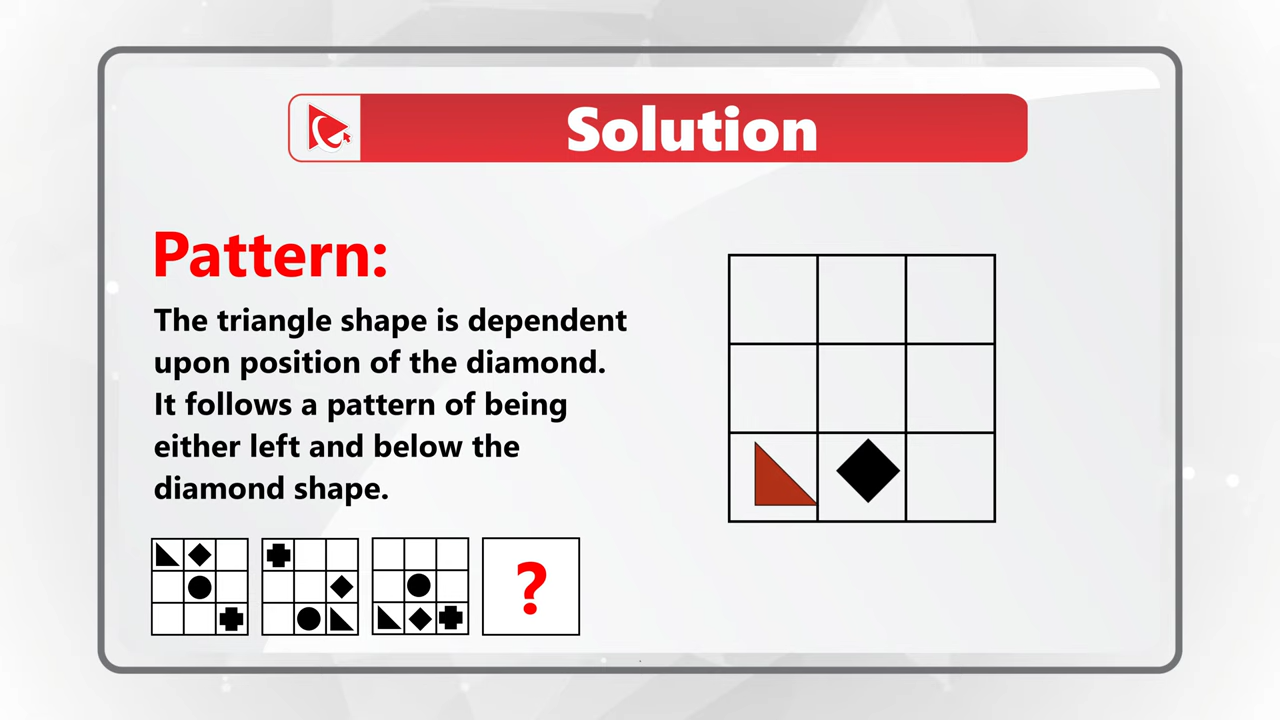 Solution
Pattern:
The triangle shape is dependent
upon position of the diamond.
It follows a pattern of being
either left and below the
diamond shape.
?